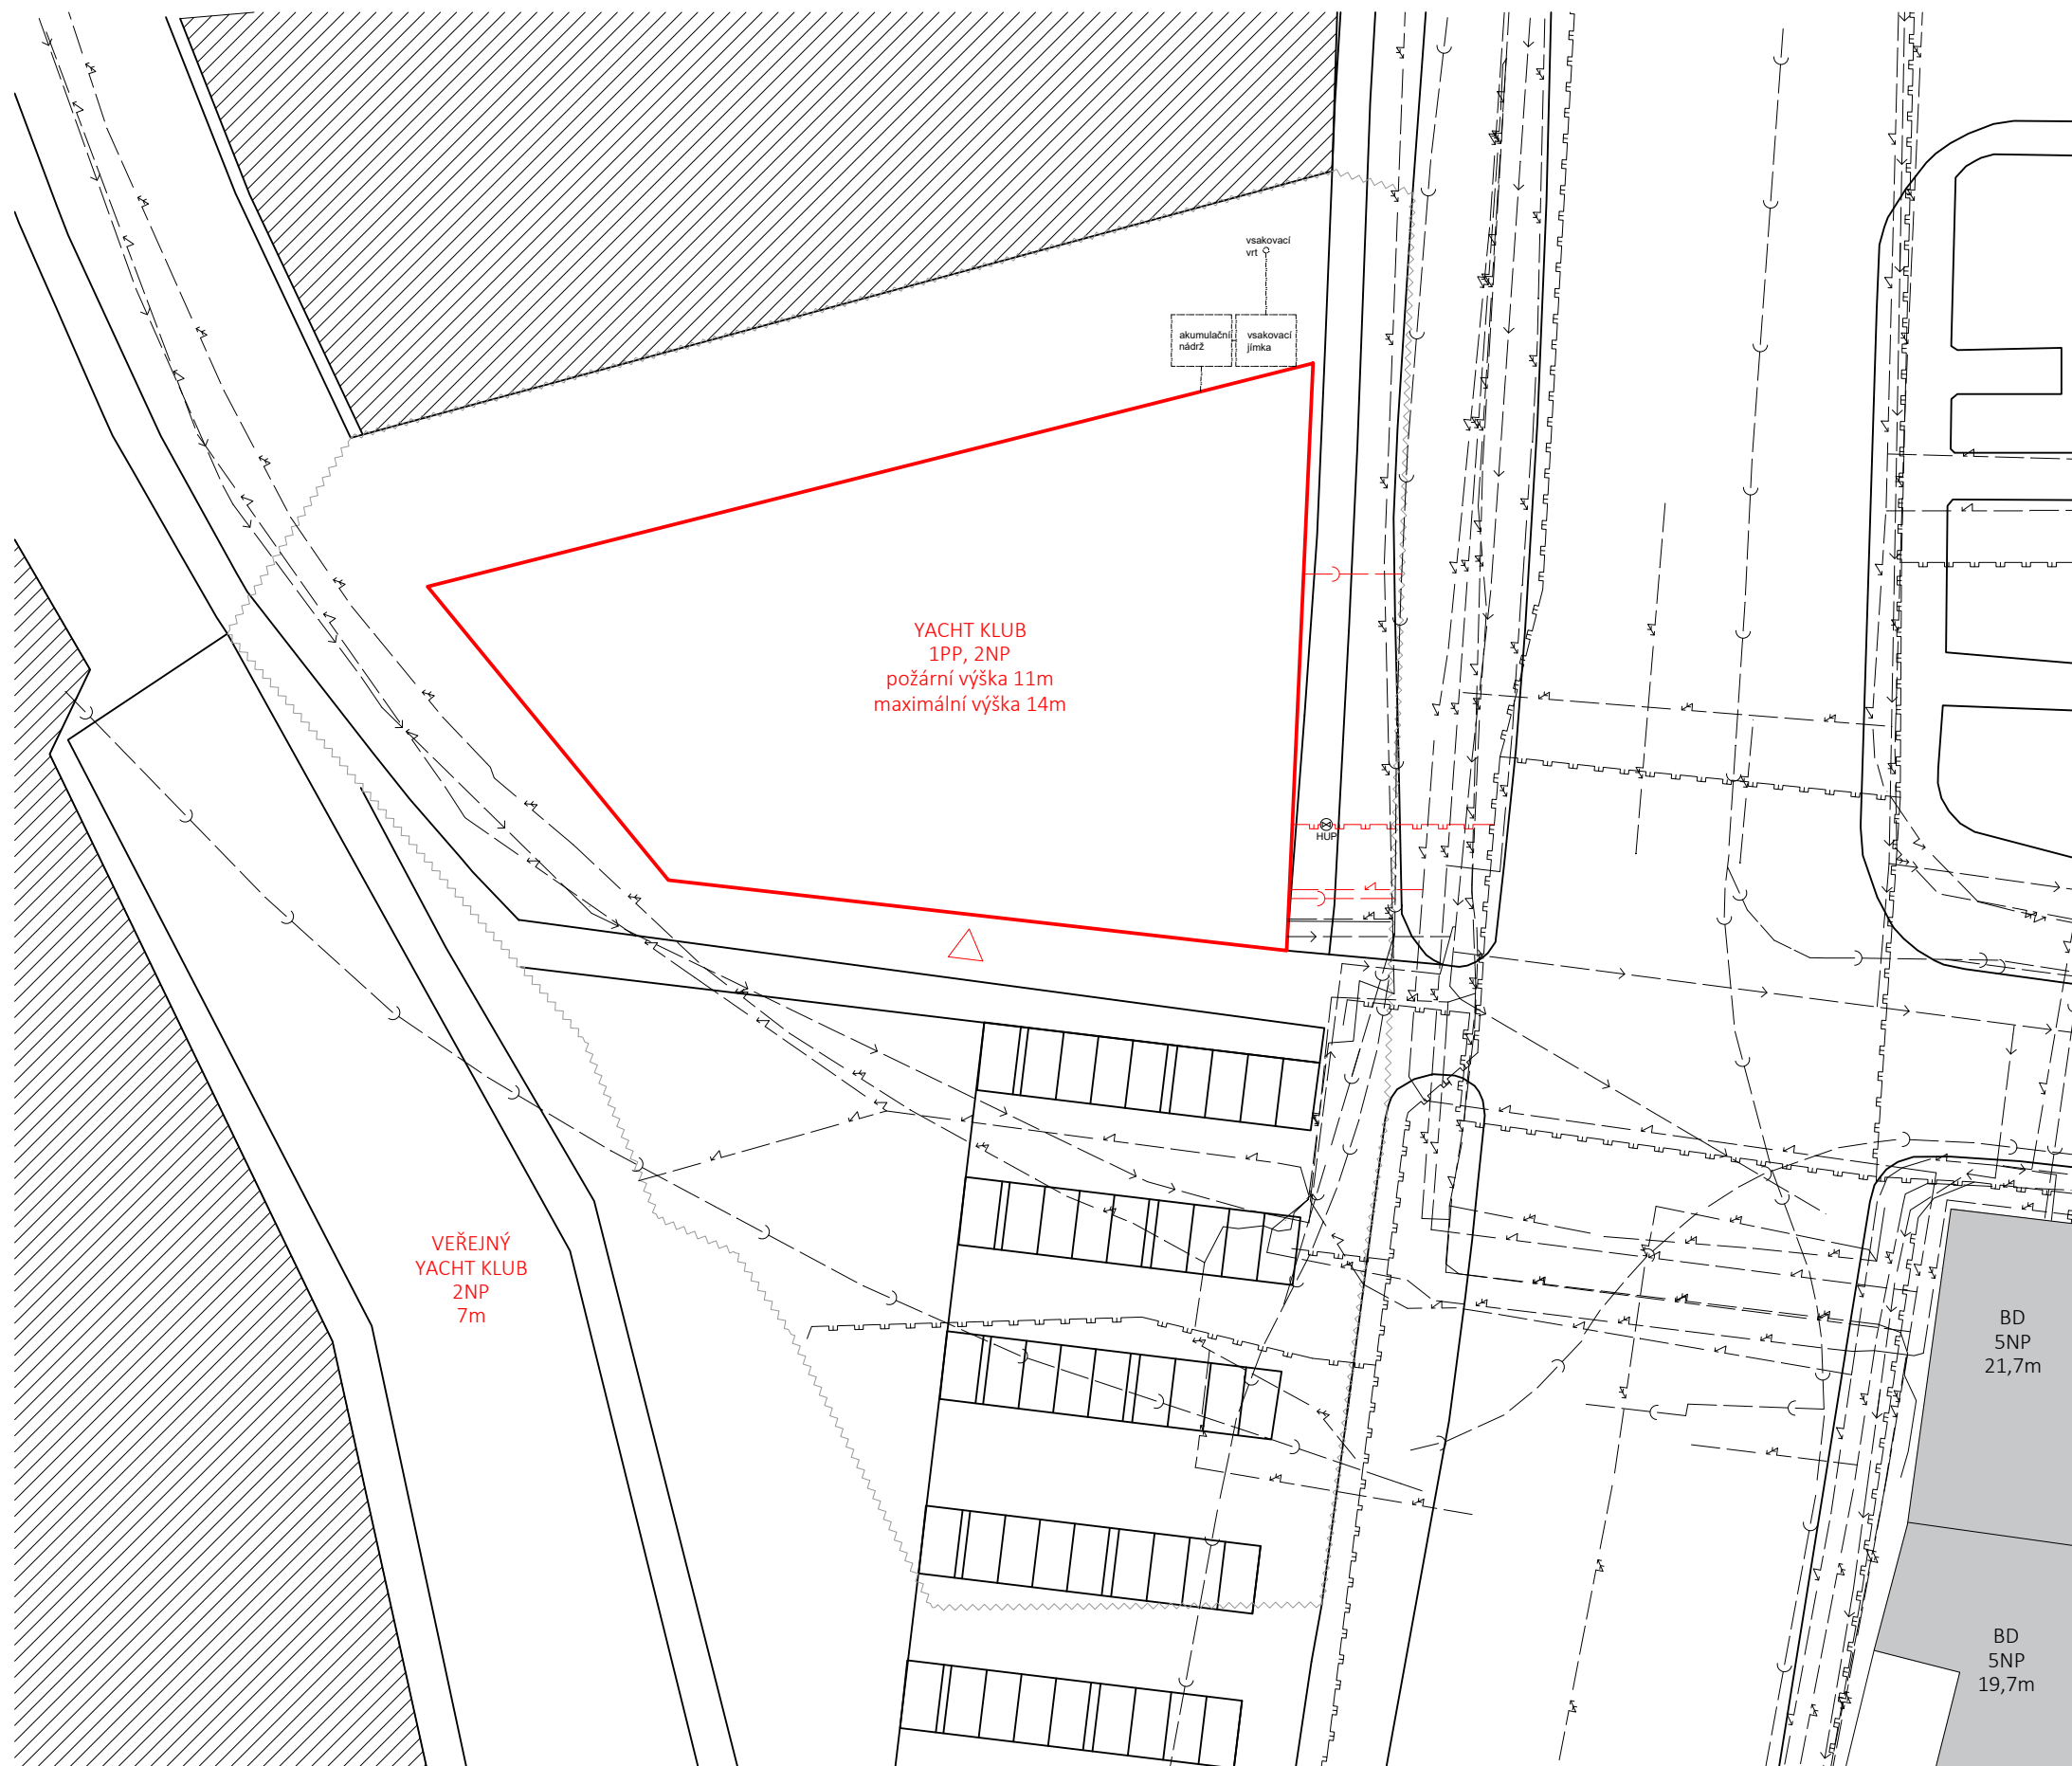 vsakovací
vrt
akumulační
nádrž
vsakovací
jímka
YACHT KLUB
1PP, 2NP
požární výška 11m
maximální výška 14m
HUP
VEŘEJNÝ
YACHT KLUB
2NP
7m
BD
5NP
21,7m
BD
5NP
19,7m